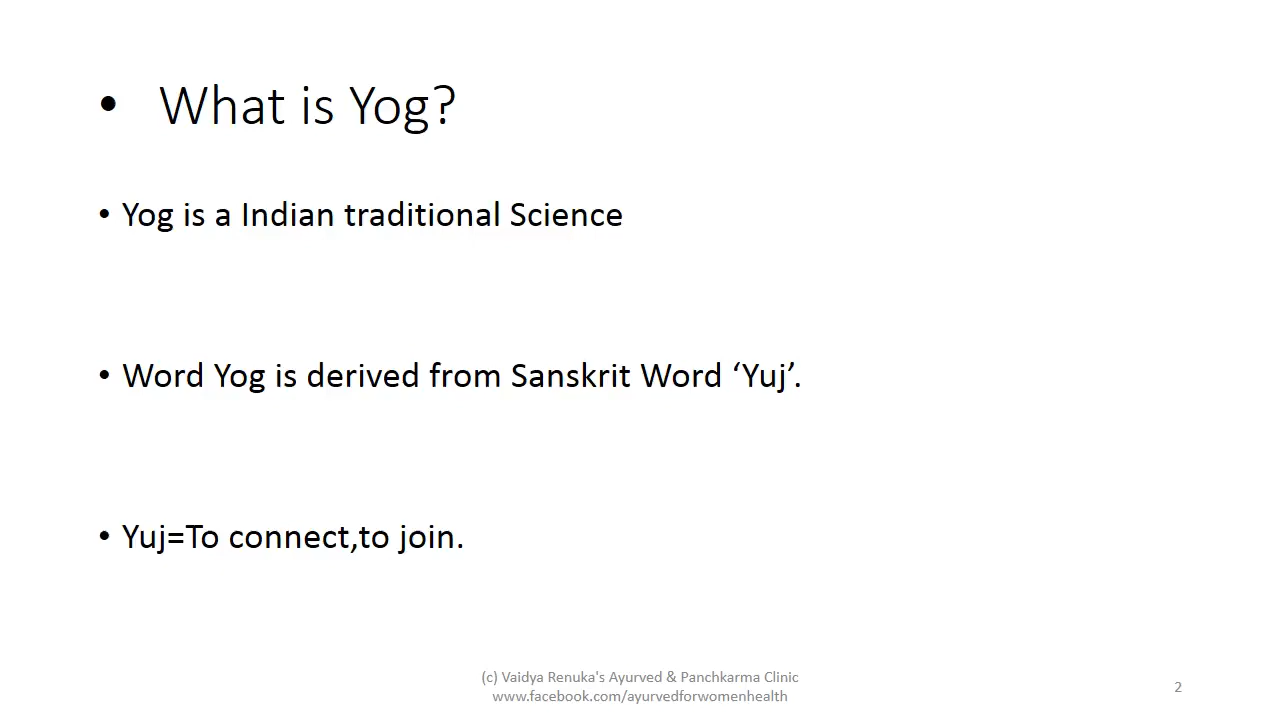 • What is Yog?
• Yog is a Indian traditional Science
• Word Yog is derived from Sanskrit Word ‘Yuj’.
• Yuj=To connect,to join.
(c) Vaidya Renuka's Ayurved & Panchkarma Clinic
www.facebook.com/ayurvedforwomenhealth
2